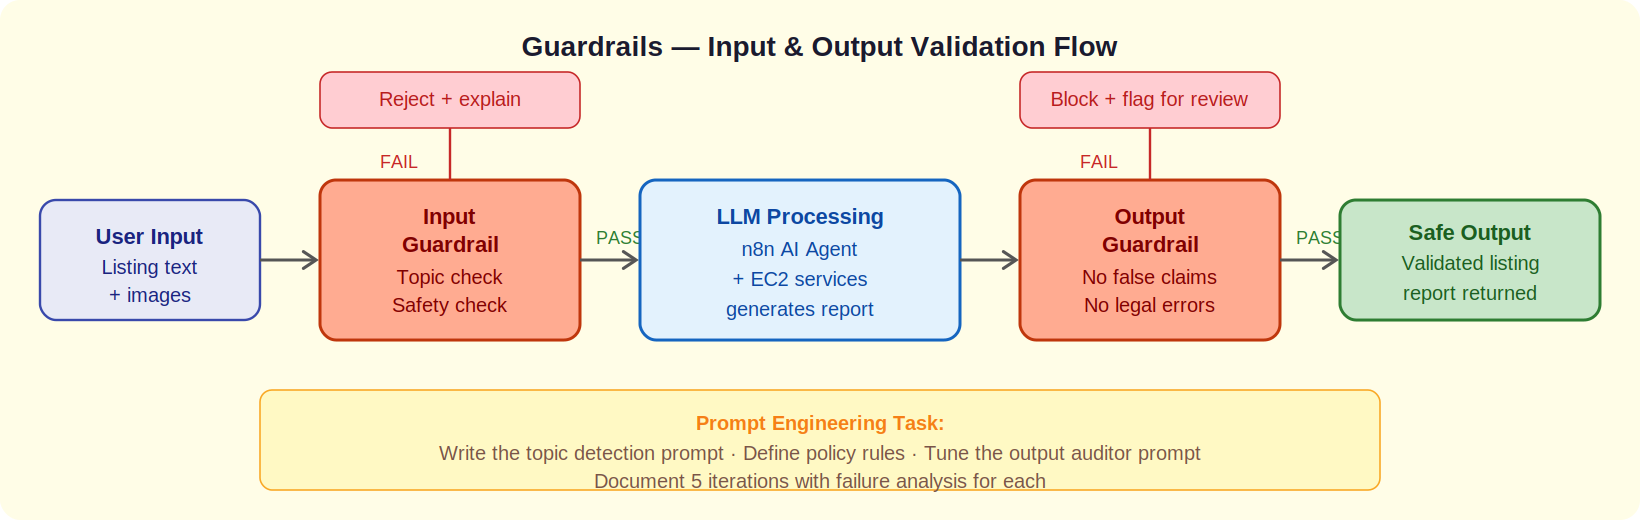 Guardrails — Input & Output Validation Flow
Reject + explain
Block + flag for review
FAIL
FAIL
User Input
Listing text
+ images
Input
Guardrail
Topic check
Safety check
PASS
LLM Processing
n8n AI Agent
+ EC2 services
generates report
Output
Guardrail
No false claims
No legal errors
PASS
Safe Output
Validated listing
report returned
Prompt Engineering Task:
Write the topic detection prompt · Define policy rules · Tune the output auditor prompt
Document 5 iterations with failure analysis for each